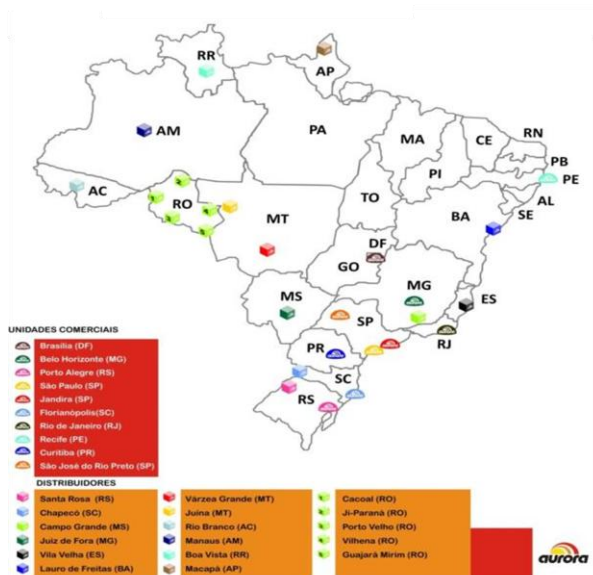 RR
AP
AM
PA
MA
CE
RN
PB
PE
PI
AL
SE
AC
RO
TO
BA
MT
DF
GO
MG
ES
MS
SP
RJ
PR
SC
RS
UNIDADES COMERCIAIS
Brasília (DF)
Belo Horizonte (MG)
Porto Alegre (RS)
São Paulo (SP)
Jandira (SP)
Florianópolis(SC)
Rio de Janeiro (RJ)
Recife (PE)
Curitiba (PR)
São José do Rio Preto (SP)
DISTRIBUIDORES
Santa Rosa (RS)
Chapecó (SC)
Campo Grande (MS)
Juiz de Fora (MG)
Vila Velha (ES)
Lauro de Freitas (BA)
Várzea Grande (MT)
Juína (MT)
Rio Branco (AC)
Manaus (AM)
Boa Vista (RR)
Macapá (AP)
Cacoal (RO)
Ji-Paraná (RO)
Porto Velho (RO)
Vilhena (RO)
Guajará Mirim (RO)
aurora